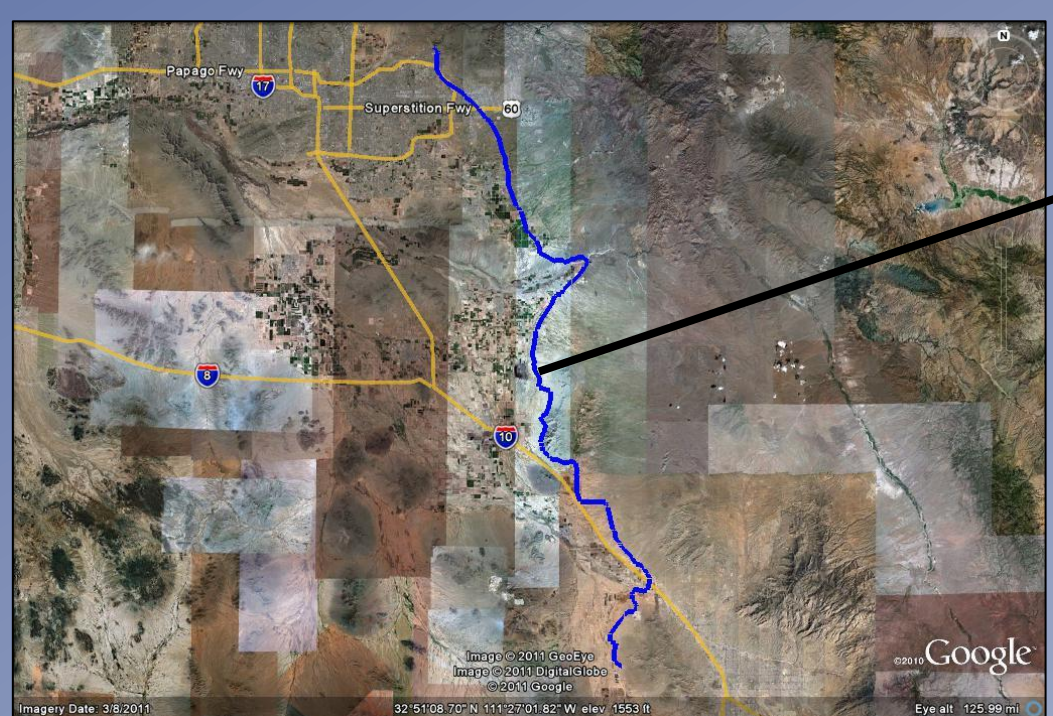 N
Papago Fwy
17
Superstition Fwy
60
8
10
Image © 2011 GeoEye
Image © 2011 DigitalGlobe
© 2011 Google
©2010 Google
Imagery Date: 3/8/2011
32°51'08.70" N 111°27'01.82" W elev 1553 ft
Eye alt 125.99 mi